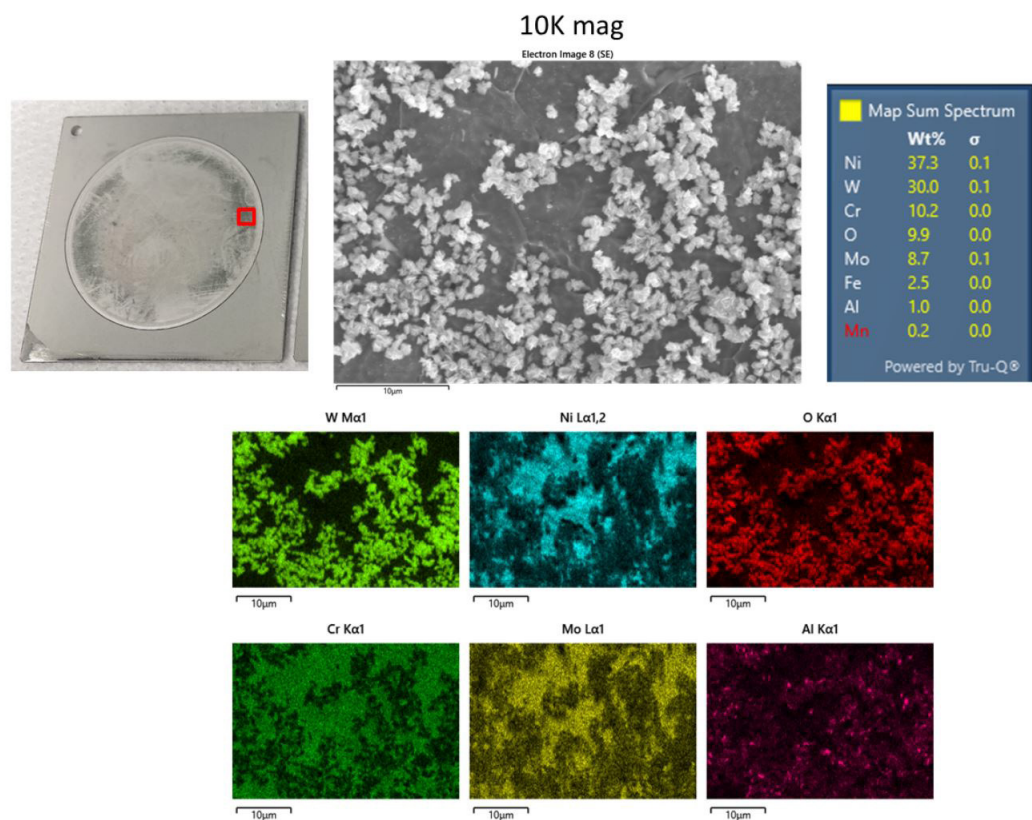 10K mag
Electron Image 8 (SE)
10µm
Map Sum Spectrum
Wt% σ
Ni 37.3 0.1
W 30.0 0.1
Cr 10.2 0.0
O 9.9 0.0
Mo 8.7 0.1
Fe 2.5 0.0
Al 1.0 0.0
Mn 0.2 0.0
Powered by Tru-Q®
W Mα1 Ni Lα1,2 O Kα1
10µm 10µm 10µm
Cr Kα1 Mo Lα1 Al Kα1
10µm 10µm 10µm